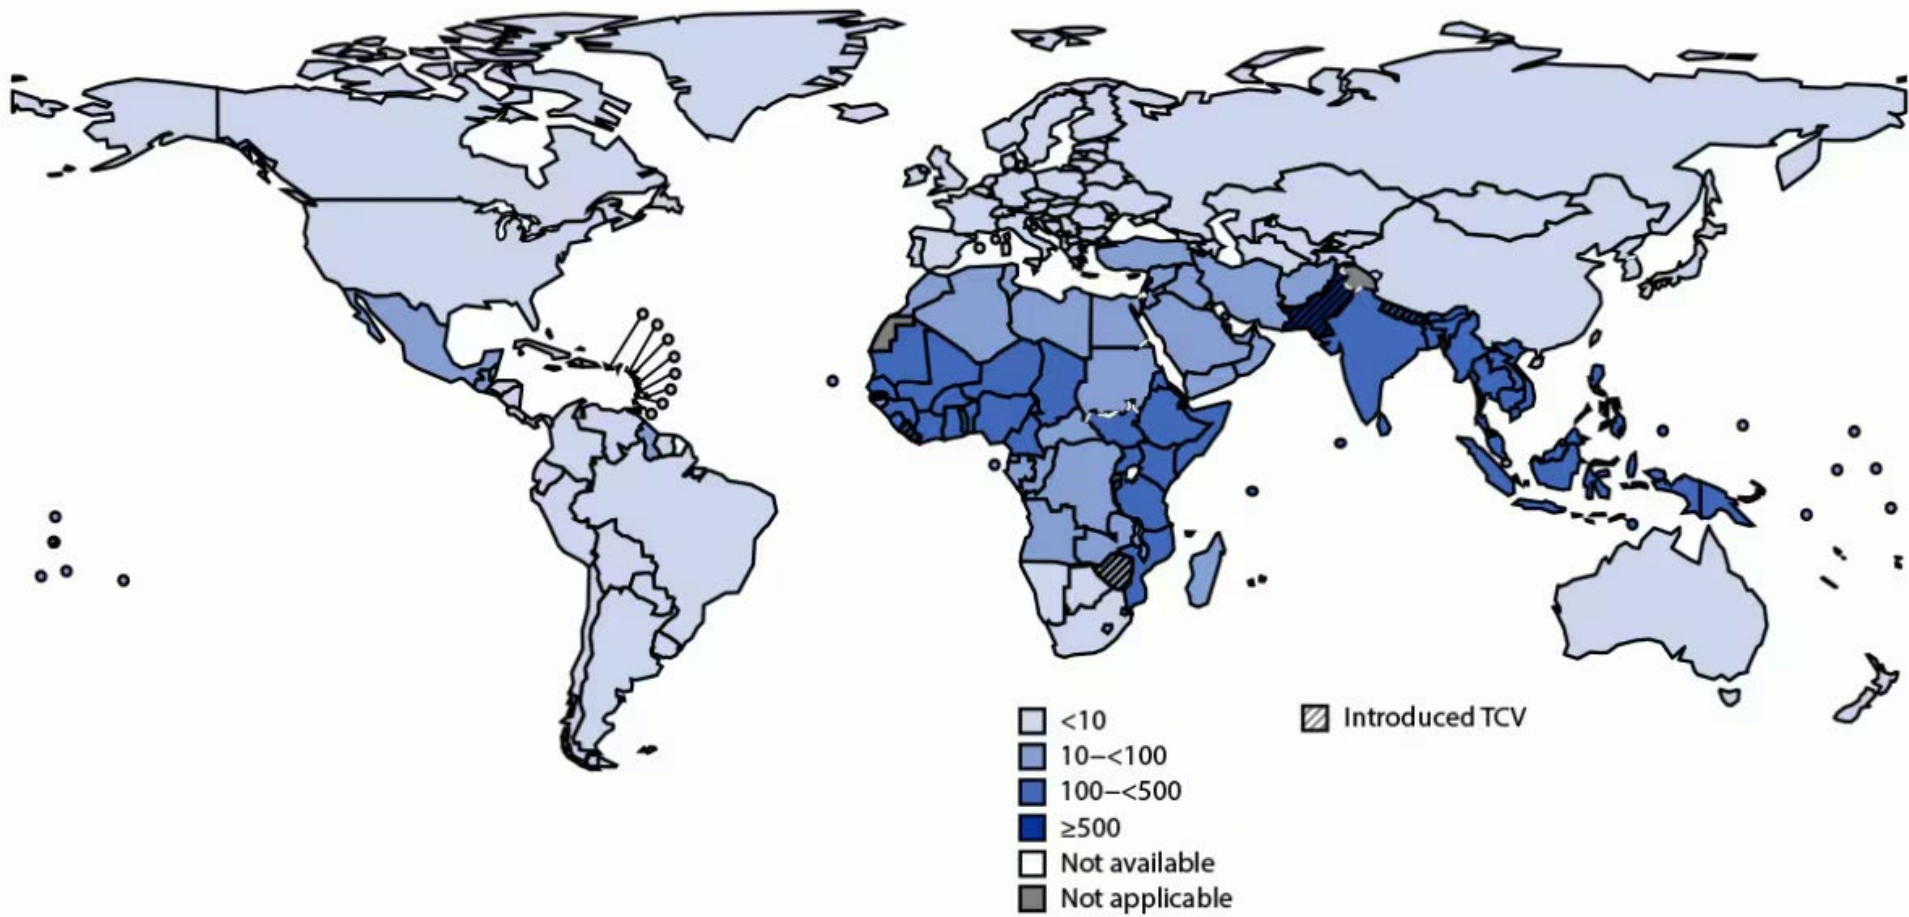 <10
10–<100
100–<500
≥500
Not available
Not applicable
Introduced TCV